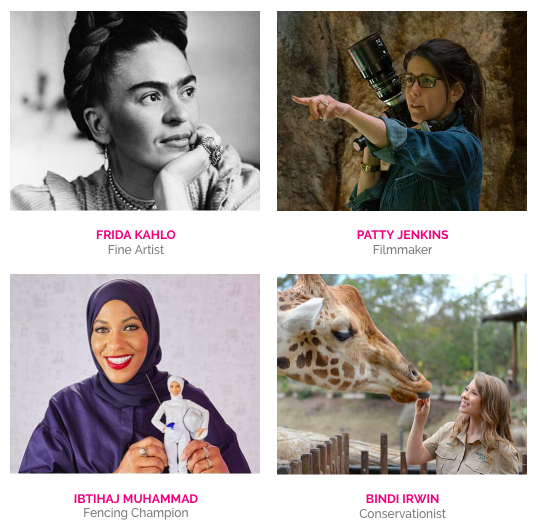 FRIDA KAHLO
Fine Artist
PATTY JENKINS
Filmmaker
IBTIHAJ MUHAMMAD
Fencing Champion
BINDI IRWIN
Conservationist